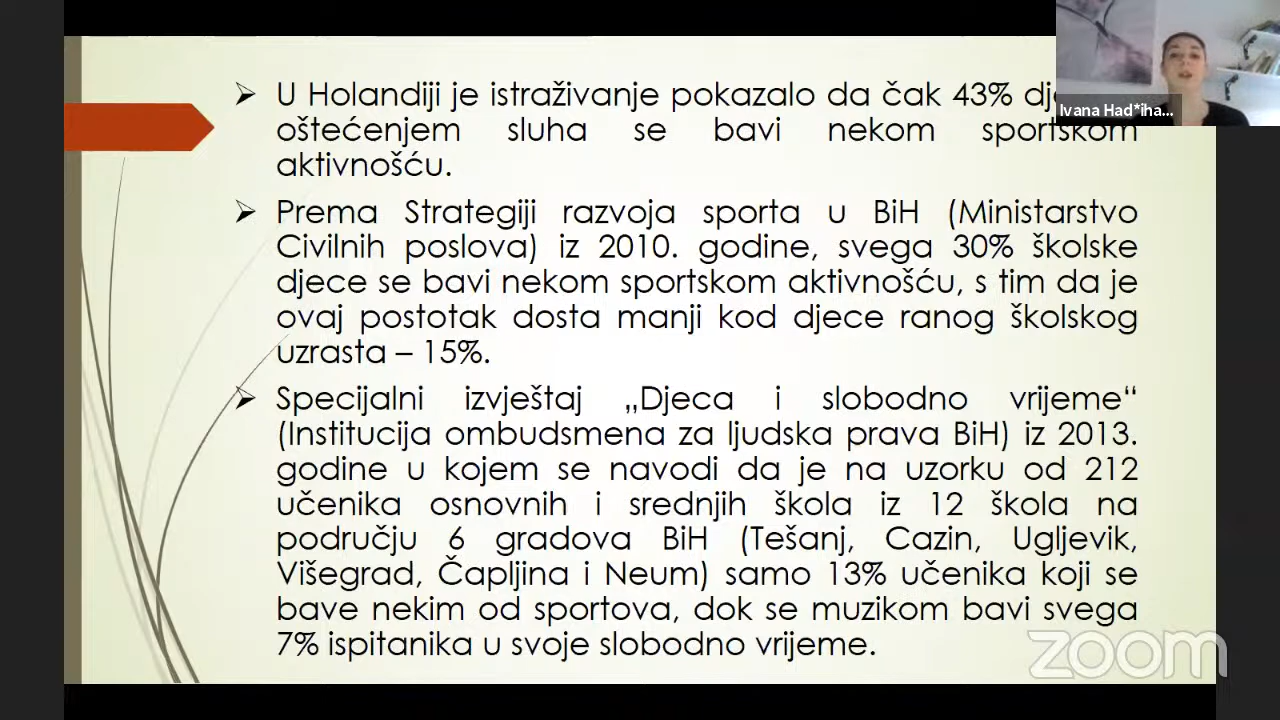 U Holandiji je istraživanje pokazalo da čak 43%
oštećenjem sluha se bavi nekom sportskom
aktivnošću.
Prema Strategiji razvoja sporta u BiH (Ministarstvo
Civilnih poslova) iz 2010. godine, svega 30% školske
djece se bavi nekom sportskom aktivnošću, s tim da je
ovaj postotak dosta manji kod djece ranog školskog
uzrasta – 15%.
Specijalni izvještaj „Djeca i slobodno vrijeme“
(Institucija ombudsmena za ljudska prava BiH) iz 2013.
godine u kojem se navodi da je na uzorku od 212
učenika osnovnih i srednjih škola iz 12 škola na
području 6 gradova BiH (Tešanj, Cazin, Ugljevik,
Višegrad, Čapljina i Neum) samo 13% učenika koji se
bave nekim od sportova, dok se muzikom bavi svega
7% ispitanika u svoje slobodno vrijeme.
Ivana Had*iha...
zoom